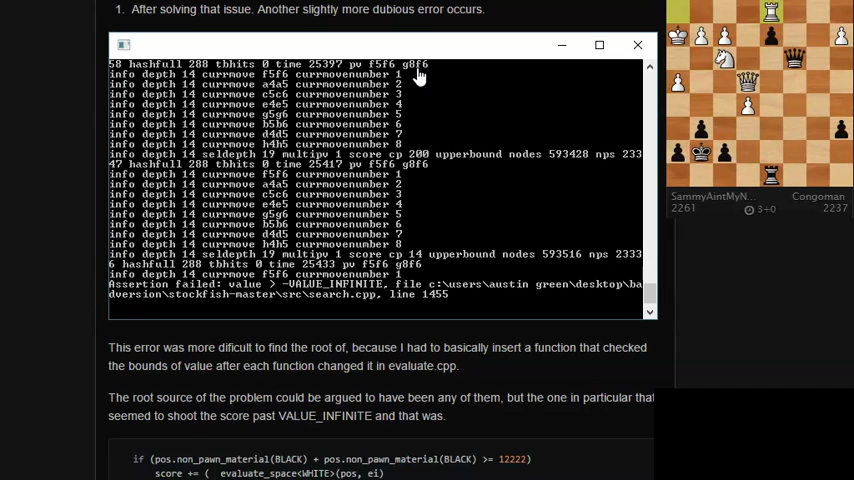 1. After solving that issue. Another slightly more dubious error occurs.
58 hashfull 288 tbhits 0 time 25397 pv f5f6 g8f6
info depth 14 currmove f5f6 currmovenumber 1
info depth 14 currmove a4a5 currmovenumber 2
info depth 14 currmove c5c6 currmovenumber 3
info depth 14 currmove e4e5 currmovenumber 4
info depth 14 currmove g5g6 currmovenumber 5
info depth 14 currmove b5b6 currmovenumber 6
info depth 14 currmove d4d5 currmovenumber 7
info depth 14 currmove h4h5 currmovenumber 8
info depth 14 seldepth 19 multipv 1 score cp 200 upperbound nodes 593428 nps 233
47 hashfull 288 tbhits 0 time 25417 pv f5f6 g8f6
info depth 14 currmove f5f6 currmovenumber 1
info depth 14 currmove a4a5 currmovenumber 2
info depth 14 currmove c5c6 currmovenumber 3
info depth 14 currmove e4e5 currmovenumber 4
info depth 14 currmove g5g6 currmovenumber 5
info depth 14 currmove b5b6 currmovenumber 6
info depth 14 currmove d4d5 currmovenumber 7
info depth 14 currmove h4h5 currmovenumber 8
info depth 14 seldepth 19 multipv 1 score cp 14 upperbound nodes 593516 nps 2333
6 hashfull 288 tbhits 0 time 25433 pv f5f6 g8f6
info depth 14 currmove f5f6 currmovenumber 1
Assertion failed: value > -VALUE_INFINITE, file c:\users\austin green\desktop\ba
dversion\stockfish-master\src\search.cpp, line 1455
This error was more dificult to find the root of, because I had to basically insert a function that checked
the bounds of value after each function changed it in evaluate.cpp.
The root source of the problem could be argued to have been any of them, but the one in particular that
seemed to shoot the score past VALUE_INFINITE and that was.
if (pos.non_pawn_material(BLACK) + pos.non_pawn_material(BLACK) >= 12222)
score += ( evaluate_space<WHITE>(pos, ei)
SammyAintMyN... Congoman
2261 3+0 2237